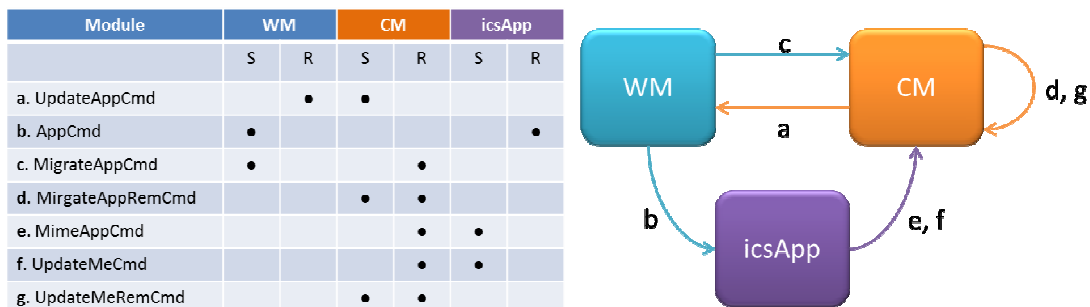 Module WM CM icsApp
S R S R S R
a. UpdateAppCmd ● ●
b. AppCmd ● ●
c. MigrateAppCmd ● ●
d. MirgateAppRemCmd ● ●
e. MimeAppCmd ● ●
f. UpdateMeCmd ● ●
g. UpdateMeRemCmd ● ●
c
WM
CM
d, g
a
b
e, f
icsApp